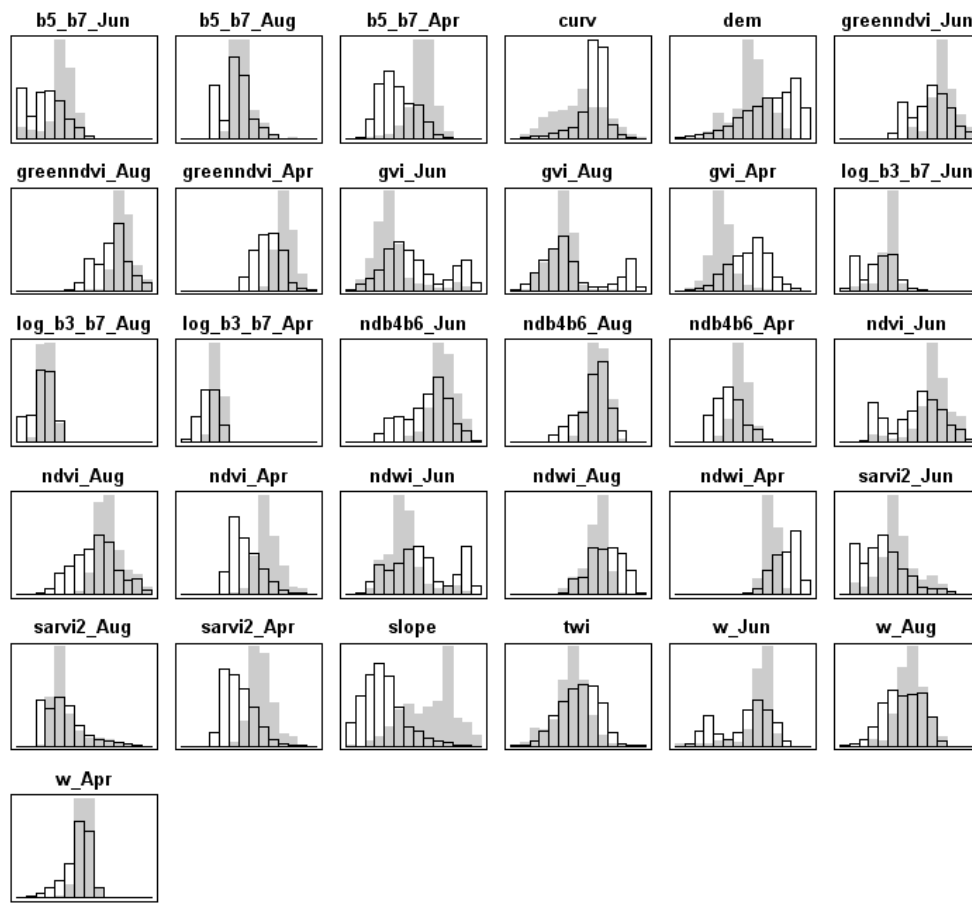 b5_b7_Jun b5_b7_Aug b5_b7_Apr curv dem greenndvi_Jun
greenndvi_Aug greenndvi_Apr gvi_Jun gvi_Aug gvi_Apr log_b3_b7_Jun
log_b3_b7_Aug log_b3_b7_Apr ndb4b6_Jun ndb4b6_Aug ndb4b6_Apr ndvi_Jun
ndvi_Aug ndvi_Apr ndwi_Jun ndwi_Aug ndwi_Apr sarvi2_Jun
sarvi2_Aug sarvi2_Apr slope twi w_Jun w_Aug
w_Apr